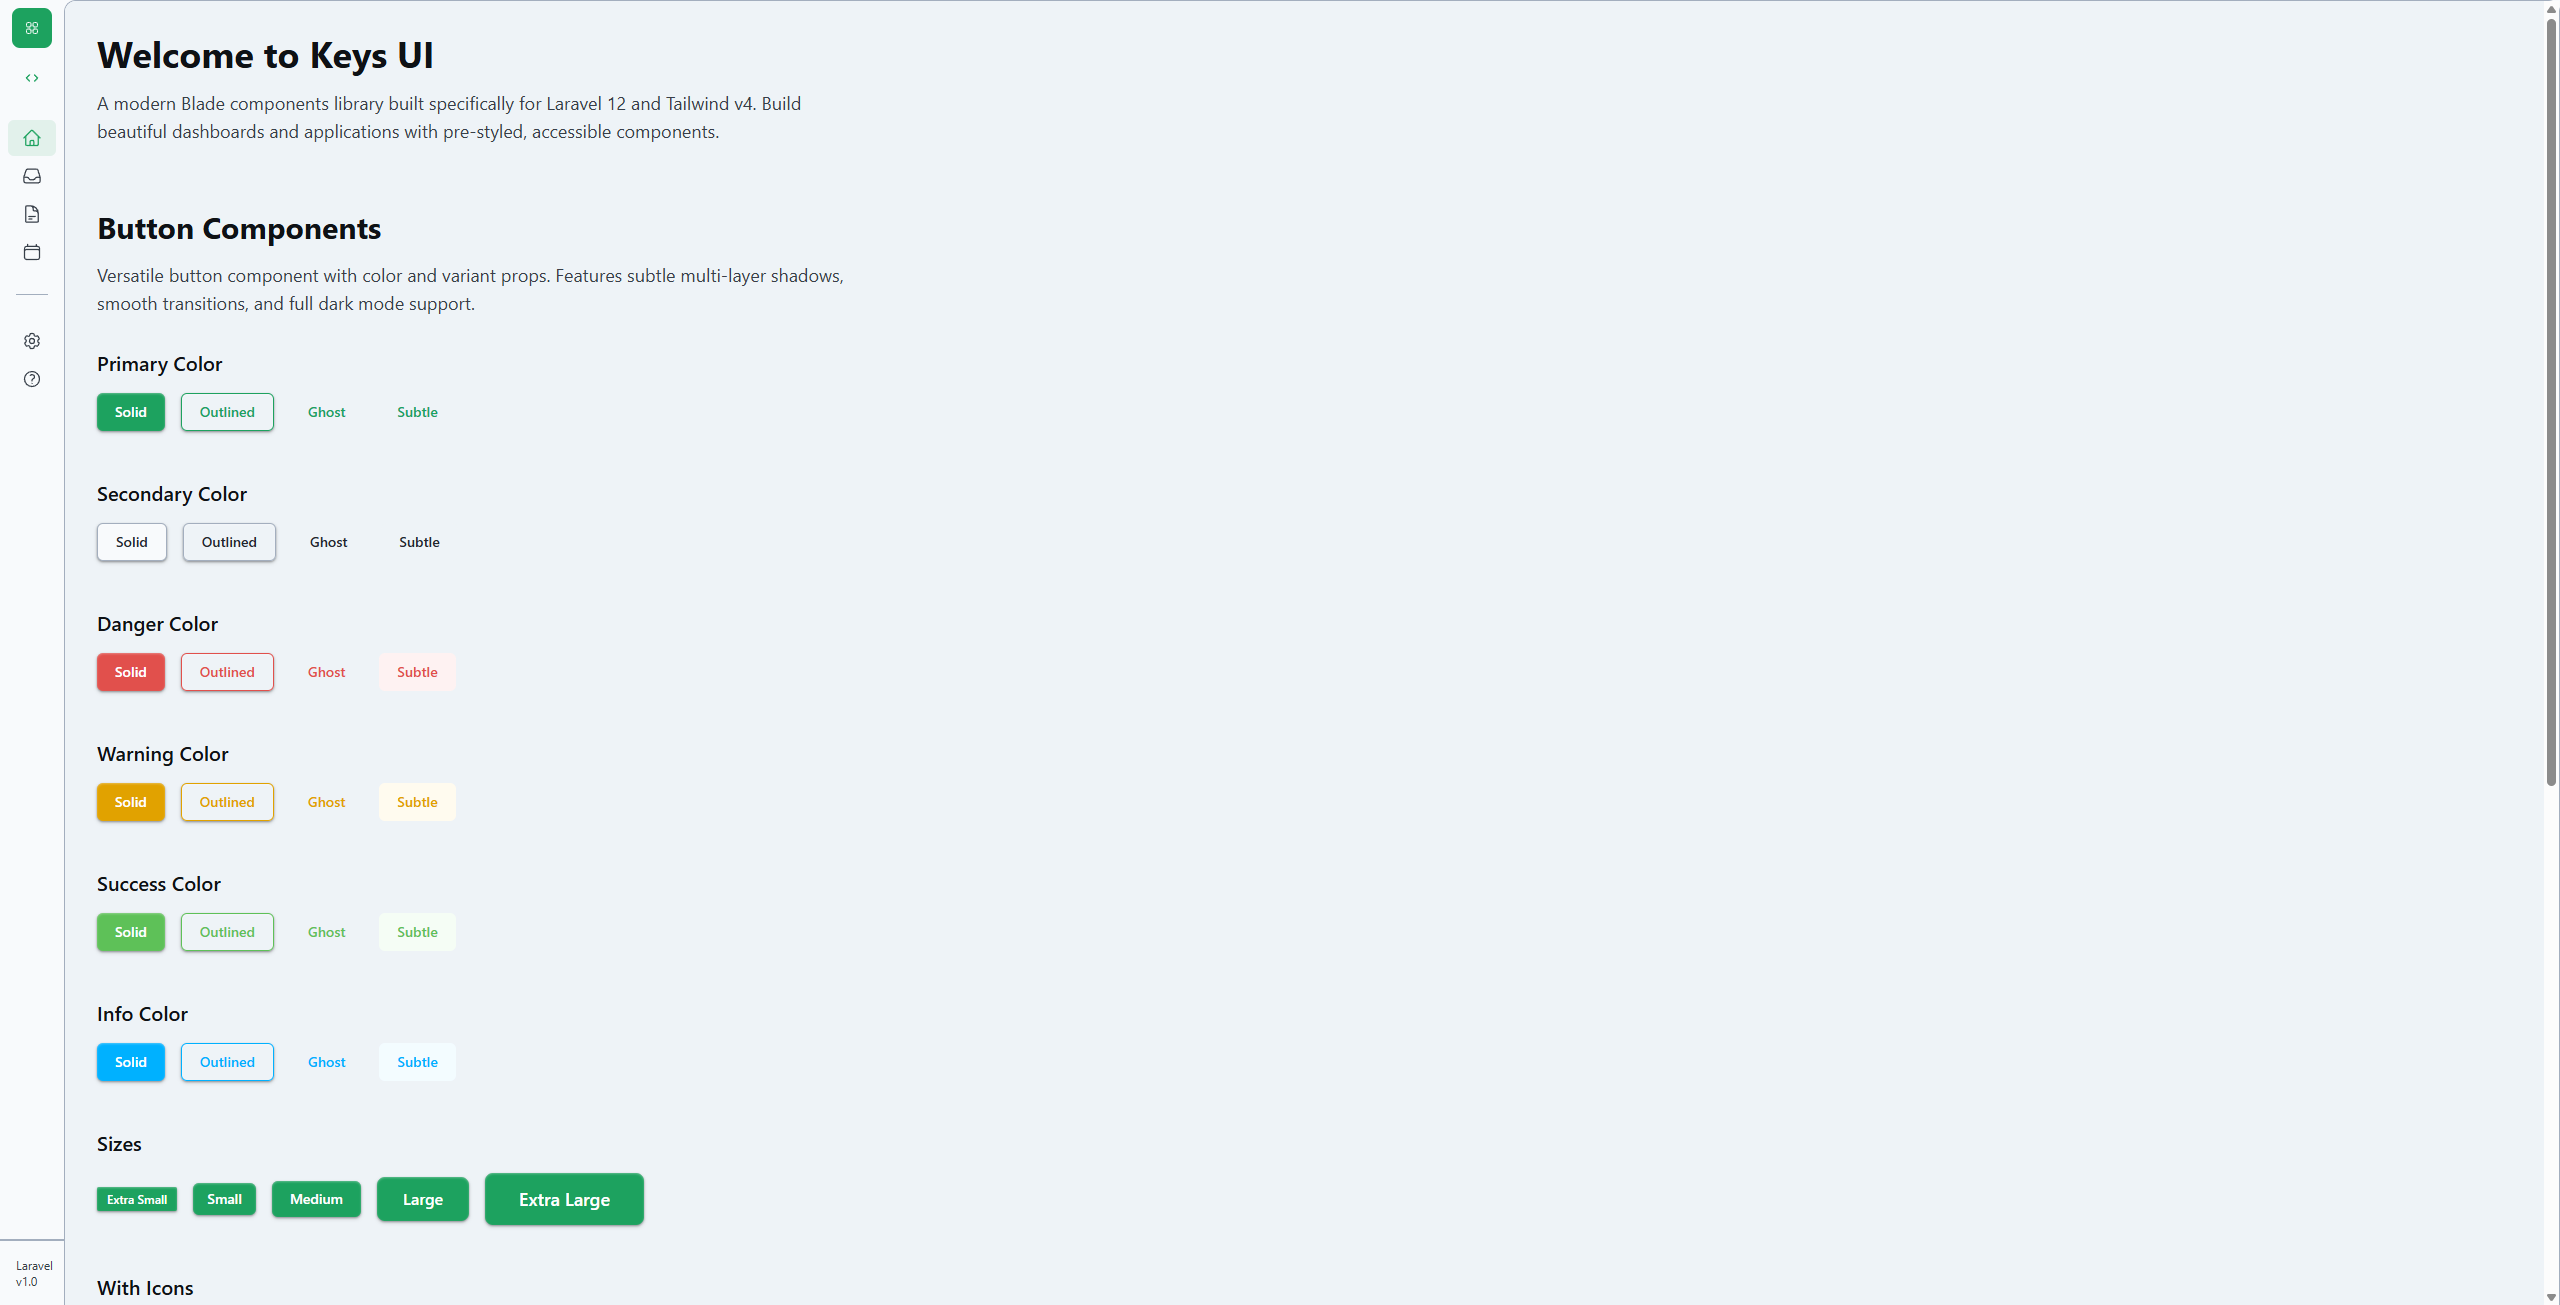 Welcome to Keys UI
A modern Blade components library built specifically for Laravel 12 and Tailwind v4. Build
beautiful dashboards and applications with pre-styled, accessible components.
Button Components
Versatile button component with color and variant props. Features subtle multi-layer shadows,
smooth transitions, and full dark mode support.
Primary Color
Solid Outlined Ghost Subtle
Secondary Color
Solid Outlined Ghost Subtle
Danger Color
Solid Outlined Ghost Subtle
Warning Color
Solid Outlined Ghost Subtle
Success Color
Solid Outlined Ghost Subtle
Info Color
Solid Outlined Ghost Subtle
Sizes
Extra Small Small Medium Large Extra Large
With Icons
Laravel
v1.0